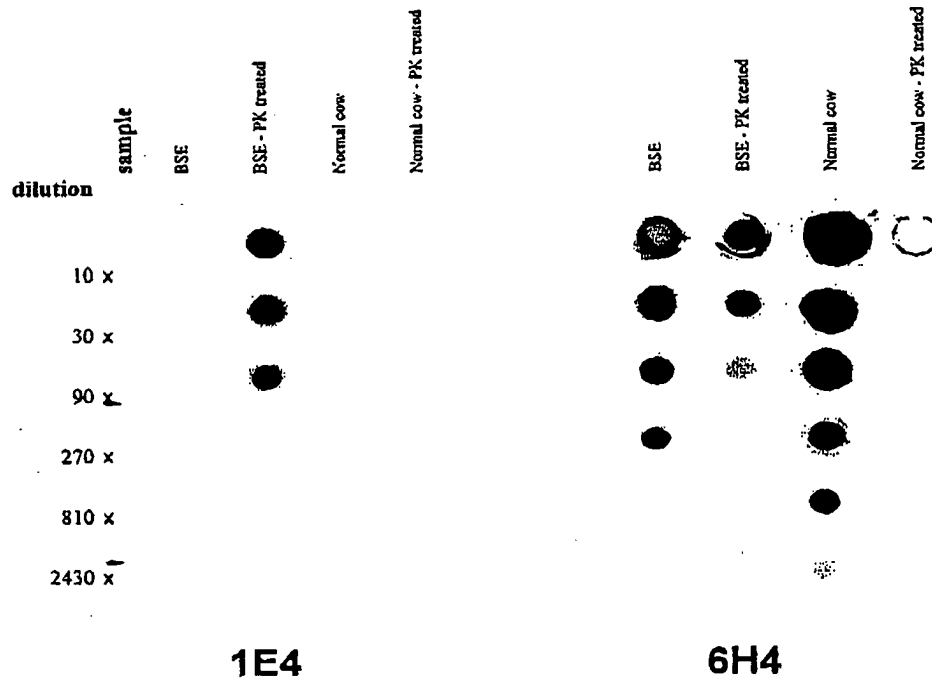 sample
BSE
BSE - PK treated
Normal cow
Normal cow - PK treated
BSE
BSE - PK treated
Normal cow
Normal cow - PK treated
dilution
10 x
30 x
90 x
270 x
810 x
2430 x
1E4
6H4